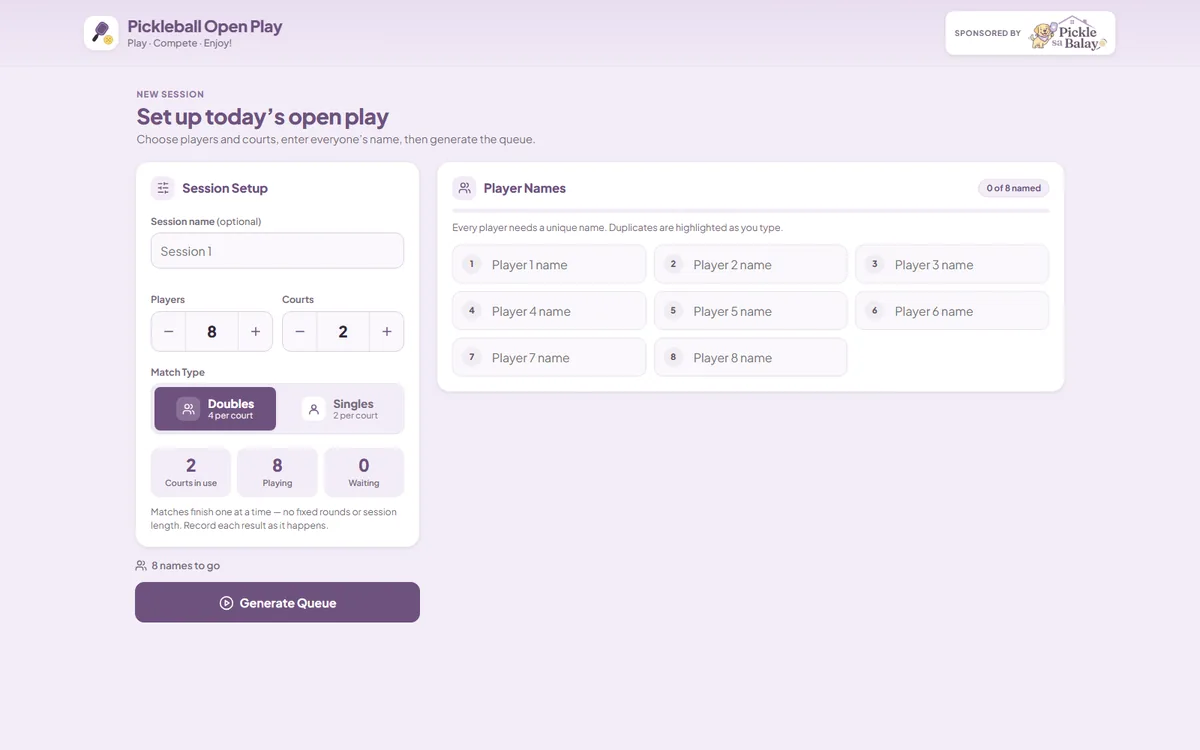 Pickleball Open Play
Play · Compete · Enjoy!
SPONSORED BY
Pickle
sa Balay
NEW SESSION
Set up today’s open play
Choose players and courts, enter everyone’s name, then generate the queue.
Session Setup
Session name (optional)
Session 1
Players
Courts
− 8 +
− 2 +
Match Type
Doubles
4 per court
Singles
2 per court
2
Courts in use
8
Playing
0
Waiting
Matches finish one at a time — no fixed rounds or session
length. Record each result as it happens.
8 names to go
Generate Queue
Player Names
0 of 8 named
Every player needs a unique name. Duplicates are highlighted as you type.
1 Player 1 name
2 Player 2 name
3 Player 3 name
4 Player 4 name
5 Player 5 name
6 Player 6 name
7 Player 7 name
8 Player 8 name